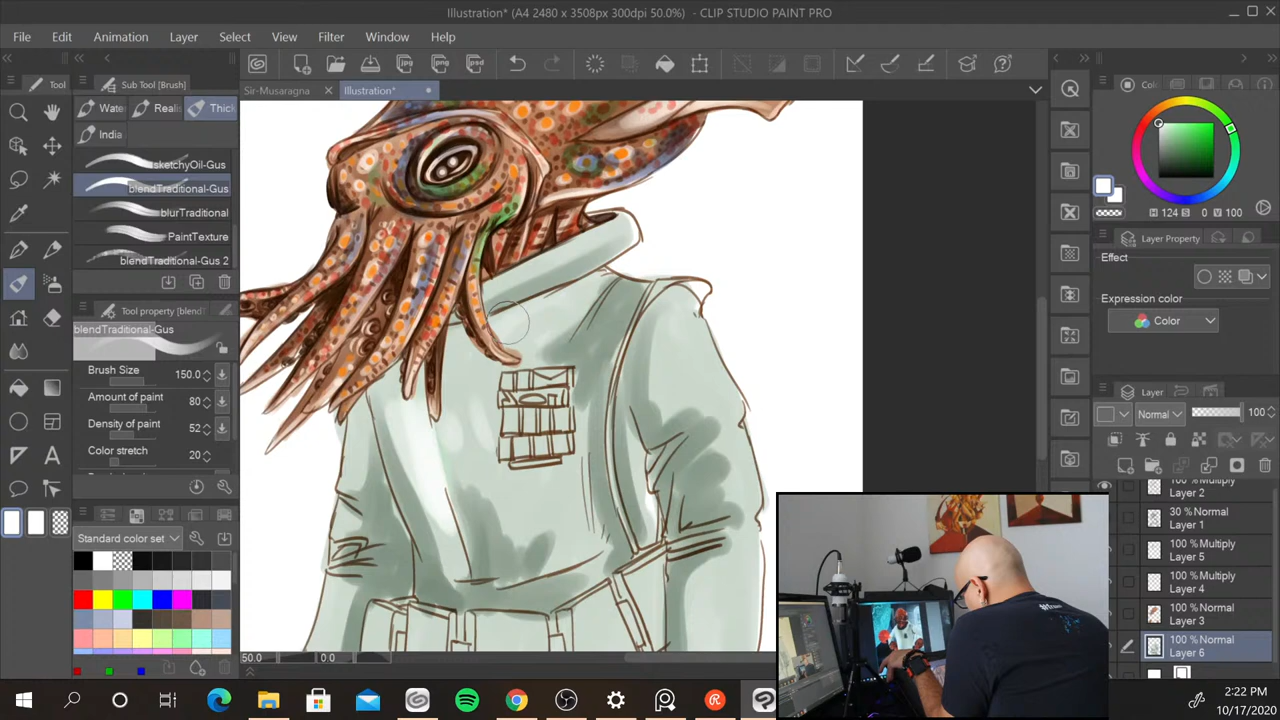 Illustration* (A4 2480 x 3508px 300dpi 50.0%) - CLIP STUDIO PAINT PRO
File Edit Animation Layer Select View Filter Window Help
Tool
Sub Tool [Brush]
Sir-Musaragna
Illustration*
Wate
Reali
Thick
India
sketchyOil-Gus
blendTraditional-Gus
blurTraditional
PaintTexture
blendTraditional-Gus 2
Tool property [blend
blendTraditional-Gus
Brush Size 150.0
Amount of paint 80
Density of paint 52
Color stretch 20
Standard color set
50.0
0.0
Col
H 124 S 0 V 100
Layer Property
Effect
Expression color
Color
Layer
Normal 100
100 % Multiply
Layer 2
30 % Normal
Layer 1
100 % Multiply
Layer 5
100 % Multiply
Layer 4
100 % Normal
Layer 3
100 % Normal
Layer 6
2:22 PM
10/17/2020